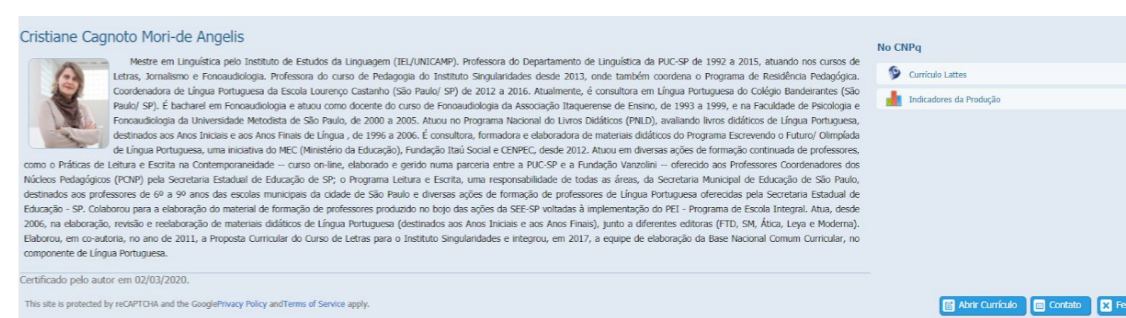 Cristiane Cagnoto Mori-de Angelis
Mestre em Linguística pelo Instituto de Estudos da Linguagem (IEL/UNICAMP). Professora do Departamento de Linguística da PUC-SP de 1992 a 2015, atuando nos cursos de
Letras, Jornalismo e Fonoaudiologia. Professora do curso de Pedagogia do Instituto Singularidades desde 2013, onde também coordena o Programa de Residência Pedagógica.
Coordenadora de Língua Portuguesa da Escola Lourenço Castanho (São Paulo/ SP) de 2012 a 2016. Atualmente, é consultora em Língua Portuguesa do Colégio Bandeirantes (São
Paulo/ SP). É bacharel em Fonoaudiologia e atuou como docente do curso de Fonoaudiologia da Associação Itaquerense de Ensino, de 1993 a 1999, e na Faculdade de Psicologia e
Fonoaudiologia da Universidade Metodista de São Paulo, de 2000 a 2005. Atuou no Programa Nacional do Livros Didáticos (PNLD), avaliando livros didáticos de Língua Portuguesa,
destinados aos Anos Iniciais e aos Anos Finais de Língua , de 1996 a 2006. É consultora, formadora e elaboradora de materiais didáticos do Programa Escrevendo o Futuro/ Olimpíada
de Língua Portuguesa, uma iniciativa do MEC (Ministério da Educação), Fundação Itaú Social e CENPEC, desde 2012. Atuou em diversas ações de formação continuada de professores,
como o Práticas de Leitura e Escrita na Contemporaneidade -- curso on-line, elaborado e gerido numa parceria entre a PUC-SP e a Fundação Vanzolini -- oferecido aos Professores Coordenadores dos
Núcleos Pedagógicos (PCNP) pela Secretaria Estadual de Educação de SP; o Programa Leitura e Escrita, uma responsabilidade de todas as áreas, da Secretaria Municipal de Educação de São Paulo,
destinados aos professores de 6º a 9º anos das escolas municipais da cidade de São Paulo e diversas ações de formação de professores de Língua Portuguesa oferecidas pela Secretaria Estadual de
Educação - SP. Colaborou para a elaboração do material de formação de professores produzido no bojo das ações da SEE-SP voltadas à implementação do PEI - Programa de Escola Integral. Atua, desde
2006, na elaboração, revisão e reelaboração de materiais didáticos de Língua Portuguesa (destinados aos Anos Iniciais e aos Anos Finais), junto a diferentes editoras (FTD, SM, Ática, Leya e Moderna).
Elaborou, em co-autoria, no ano de 2011, a Proposta Curricular do Curso de Letras para o Instituto Singularidades e integrou, em 2017, a equipe de elaboração da Base Nacional Comum Curricular, no
componente de Língua Portuguesa.
Certificado pelo autor em 02/03/2020.
This site is protected by reCAPTCHA and the GooglePrivacy Policy andTerms of Service apply.
No CNPq
Currículo Lattes
Indicadores da Produção
Abrir Currículo
Contato
Fe